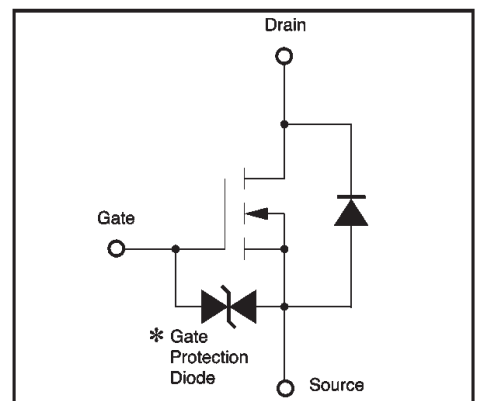 Drain
Gate
* Gate
Protection
Diode
Source